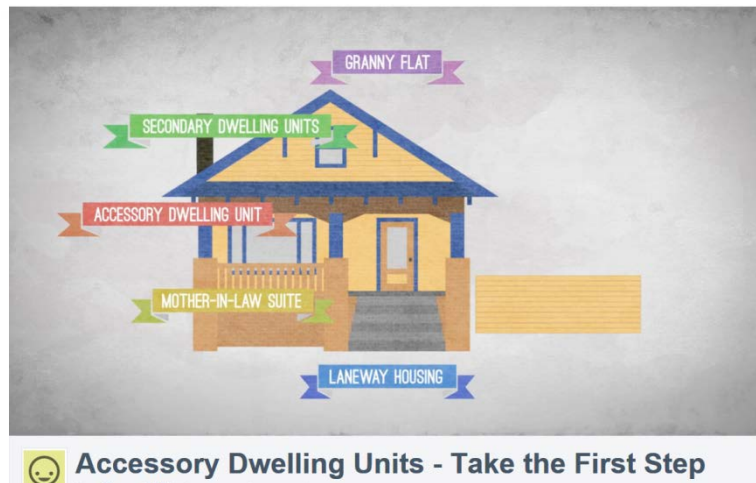 GRANNY FLAT
SECONDARY DWELLING UNITS
ACCESSORY DWELLING UNIT
MOTHER-IN-LAW SUITE
LANEWAY HOUSING
Accessory Dwelling Units - Take the First Step